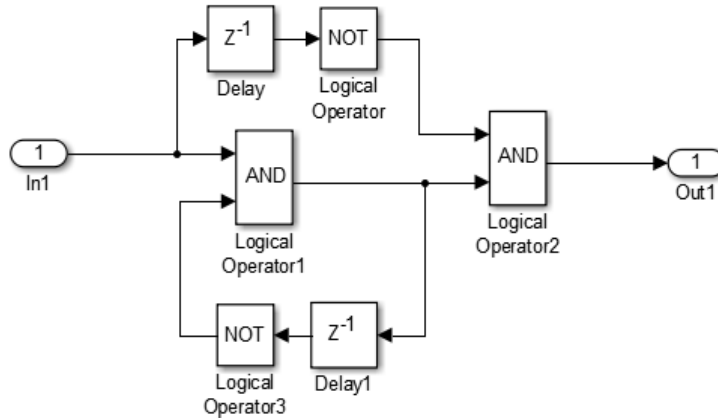 Z-1
NOT
Delay
Logical
Operator
1
In1
AND
Logical
Operator1
AND
Logical
Operator2
1
Out1
NOT
Z-1
Logical
Operator3
Delay1